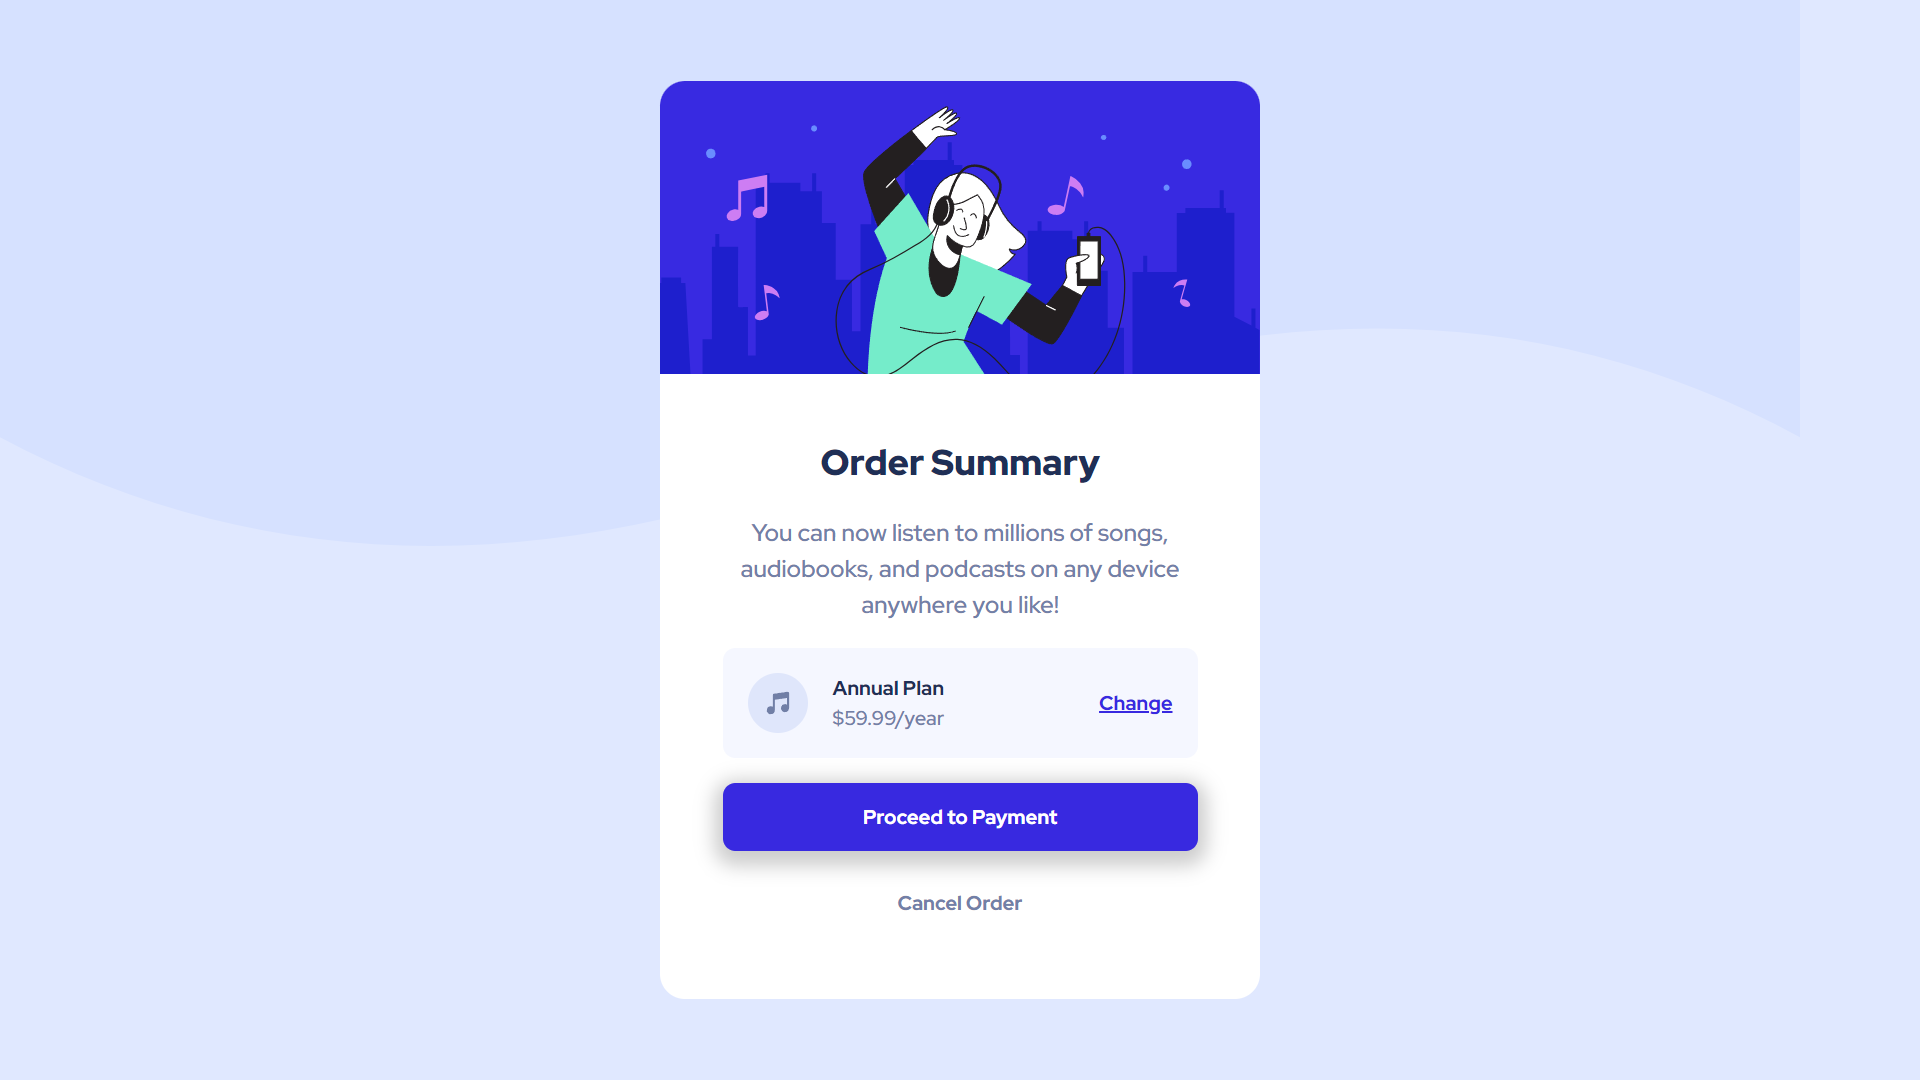 Order Summary
You can now listen to millions of songs,
audiobooks, and podcasts on any device
anywhere you like!
Annual Plan
$59.99/year
Change
Proceed to Payment
Cancel Order